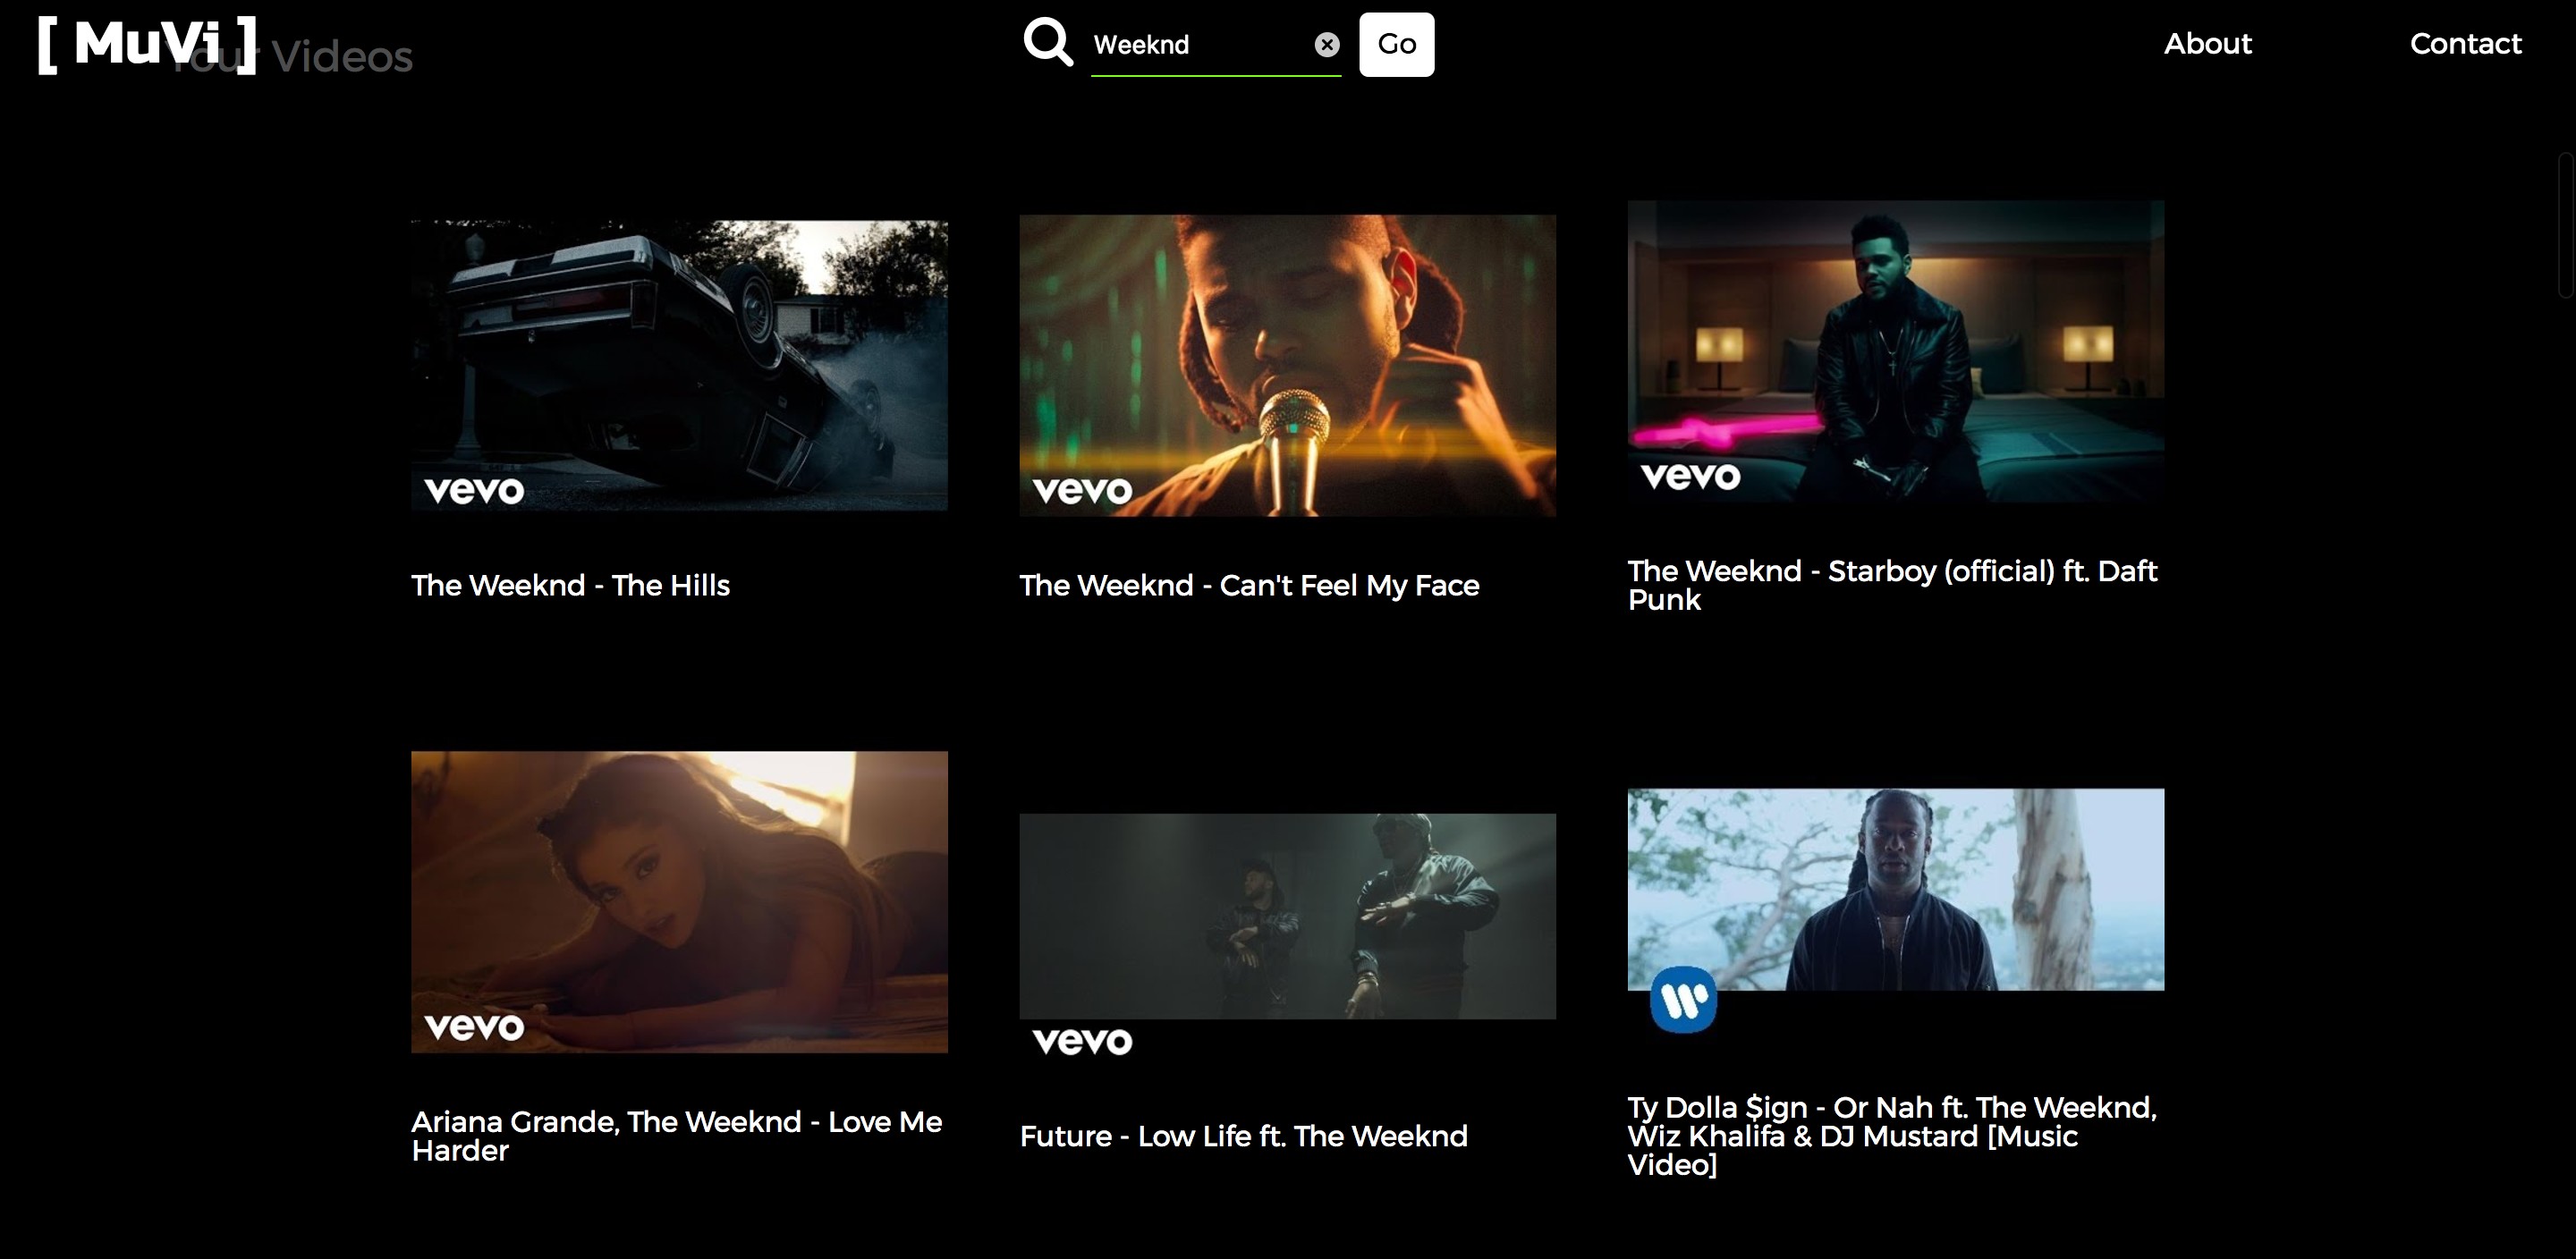 [ MuVi ]
Your Videos
Weeknd
Go
About
Contact
vevo
vevo
vevo
The Weeknd - The Hills
The Weeknd - Can't Feel My Face
The Weeknd - Starboy (official) ft. Daft
Punk
vevo
vevo
W
Ariana Grande, The Weeknd - Love Me
Harder
Future - Low Life ft. The Weeknd
Ty Dolla $ign - Or Nah ft. The Weeknd,
Wiz Khalifa & DJ Mustard [Music
Video]